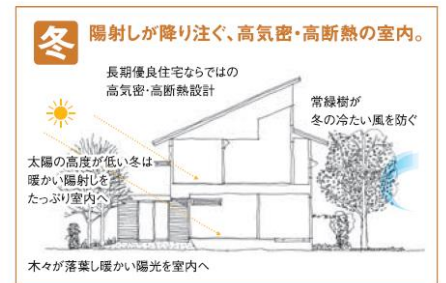 冬 陽射しが降り注ぐ、高気密・高断熱の室内。
長期優良住宅ならではの
高気密・高断熱設計
常緑樹が
冬の冷たい風を防ぐ
太陽の高度が低い冬は
暖かい陽射しを
たっぷり室内へ
木々が落葉し暖かい陽光を室内へ